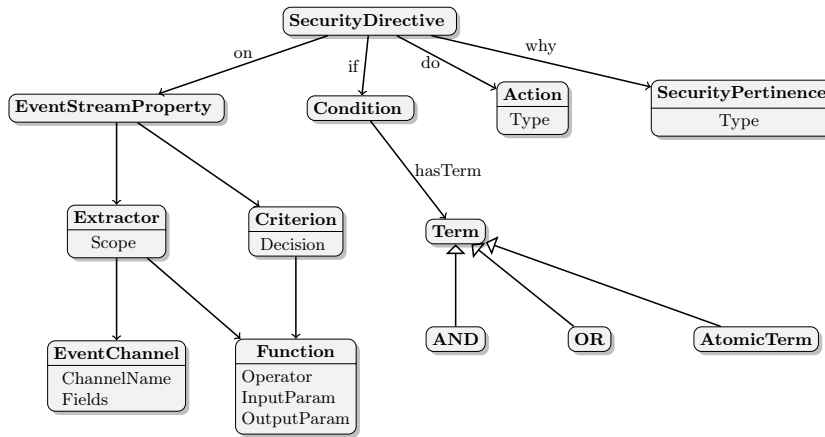 SecurityDirective
on
if
do
why
EventStreamProperty
Condition
Action
Type
SecurityPertinence
Type
hasTerm
Extractor
Scope
Criterion
Decision
Term
EventChannel
ChannelName
Fields
Function
Operator
InputParam
OutputParam
AND
OR
AtomicTerm